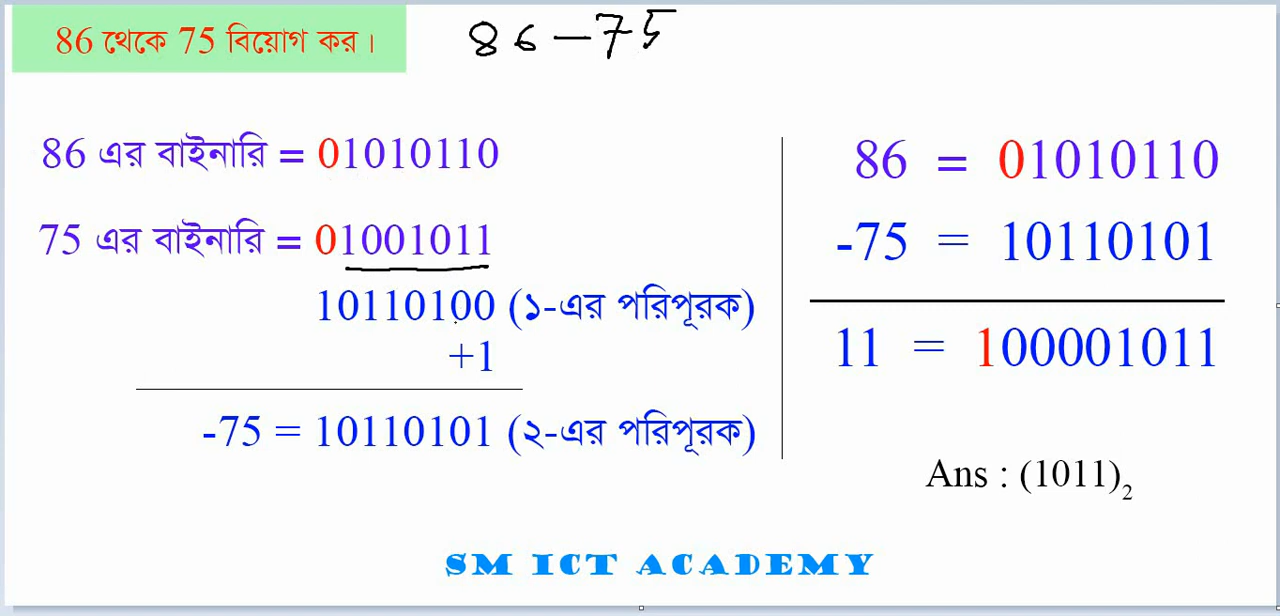 86 থেকে 75 বিয়োগ কর।
86 – 75
86 এর বাইনারি = 01010110
75 এর বাইনারি = 01001011
10110100 (১-এর পরিপূরক)
+1
-75 = 10110101 (২-এর পরিপূরক)
86 = 01010110
-75 = 10110101
11 = 100001011
Ans : (1011)₂
SM ICT ACADEMY